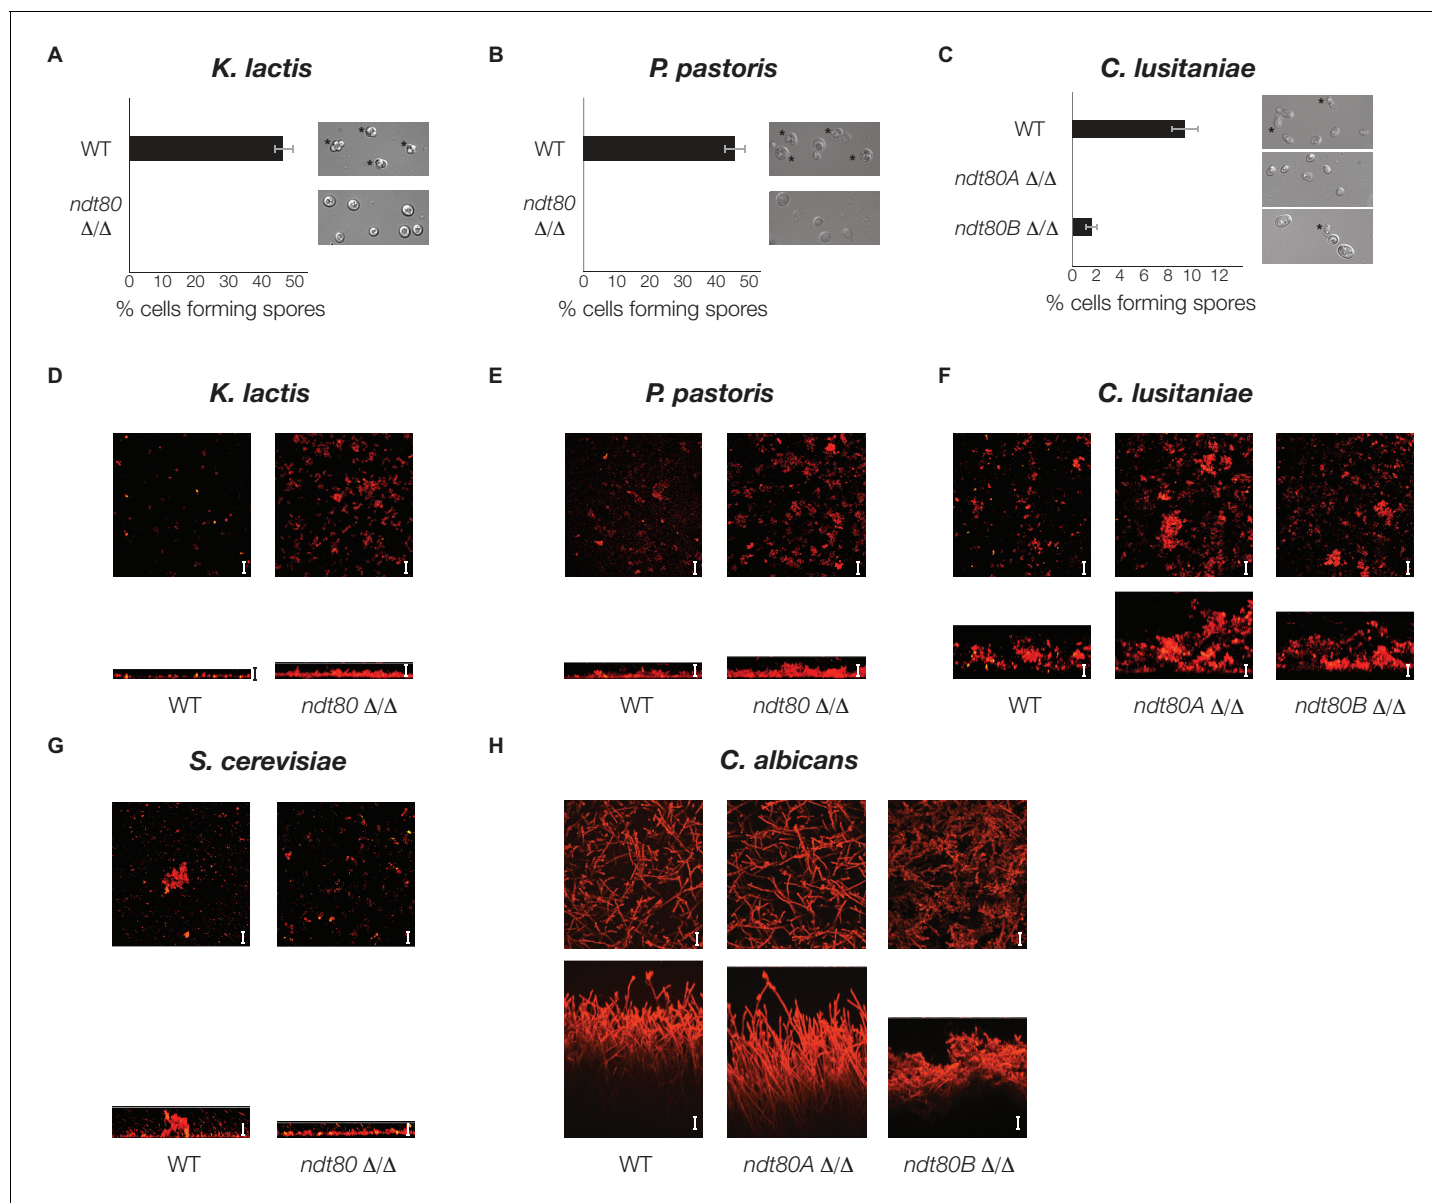 A
K. lactis
WT
ndt80
Δ/Δ
0 10 20 30 40 50
% cells forming spores
B
P. pastoris
WT
ndt80
Δ/Δ
0 10 20 30 40 50
% cells forming spores
C
C. lusitaniae
WT
ndt80A Δ/Δ
ndt80B Δ/Δ
0 2 4 6 8 10 12
% cells forming spores
D
K. lactis
WT
ndt80 Δ/Δ
E
P. pastoris
WT
ndt80 Δ/Δ
F
C. lusitaniae
WT
ndt80A Δ/Δ
ndt80B Δ/Δ
G
S. cerevisiae
WT
ndt80 Δ/Δ
H
C. albicans
WT
ndt80A Δ/Δ
ndt80B Δ/Δ